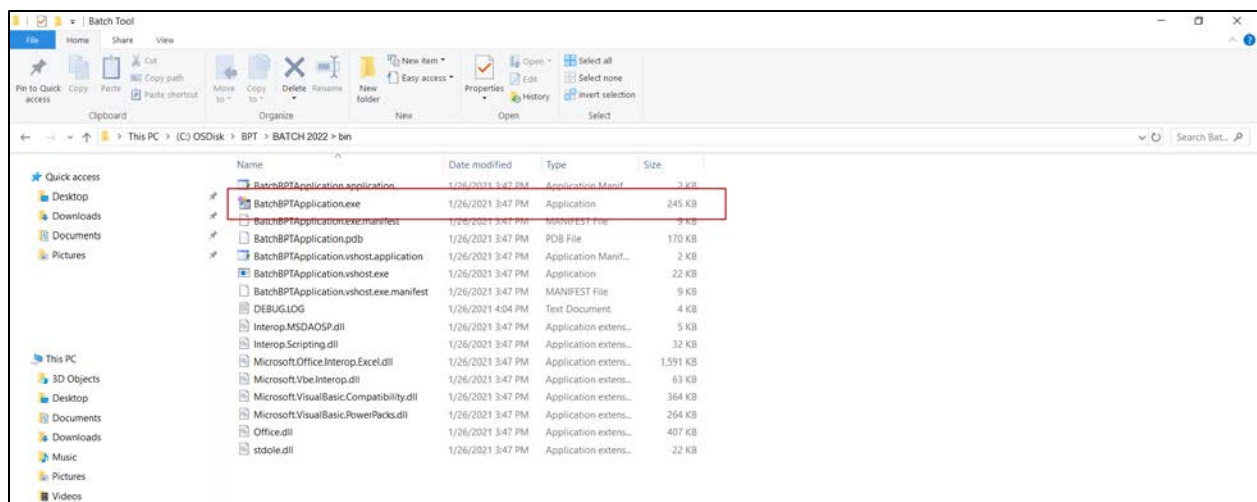 Batch Tool
File Home Share View
Pin to Quick access Copy Paste Cut Copy path Paste shortcut Move to Copy to Delete Rename New folder New item Easy access Properties Open Edit History Select all Select none Invert selection
Clipboard Organize New Open Select
This PC > (C:) OSDisk > BPT > BATCH 2022 > bin Search Bat...
Name Date modified Type Size
Quick access
BatchBPTApplication.application 1/26/2021 3:47 PM Application Manif... 2 KB
Desktop BatchBPTApplication.exe 1/26/2021 3:47 PM Application 245 KB
Downloads BatchBPTApplication.exe.manifest 1/26/2021 3:47 PM MANIFEST File 9 KB
Documents BatchBPTApplication.pdb 1/26/2021 3:47 PM PDB File 170 KB
Pictures BatchBPTApplication.vshost.application 1/26/2021 3:47 PM Application Manif... 2 KB
BatchBPTApplication.vshost.exe 1/26/2021 3:47 PM Application 22 KB
BatchBPTApplication.vshost.exe.manifest 1/26/2021 3:47 PM MANIFEST File 9 KB
DEBUG.LOG 1/26/2021 4:04 PM Text Document 4 KB
Interop.MSDAOSP.dll 1/26/2021 3:47 PM Application extens... 5 KB
Interop.Scripting.dll 1/26/2021 3:47 PM Application extens... 32 KB
This PC Microsoft.Office.Interop.Excel.dll 1/26/2021 3:47 PM Application extens... 1,591 KB
3D Objects Microsoft.Vbe.Interop.dll 1/26/2021 3:47 PM Application extens... 63 KB
Desktop Microsoft.VisualBasic.Compatibility.dll 1/26/2021 3:47 PM Application extens... 364 KB
Documents Microsoft.VisualBasic.PowerPacks.dll 1/26/2021 3:47 PM Application extens... 264 KB
Downloads Office.dll 1/26/2021 3:47 PM Application extens... 407 KB
Music stdole.dll 1/26/2021 3:47 PM Application extens... 22 KB
Pictures
Videos